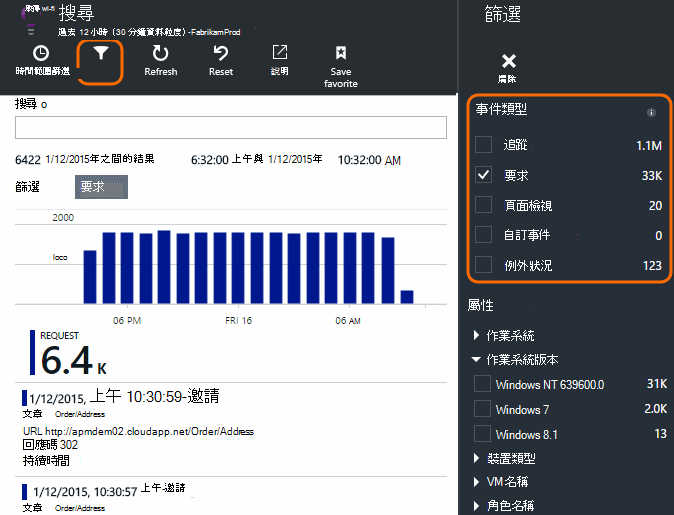 搜尋
過去 12 小時 (30 分鐘資料粒度) -FabrikamProd
時間範圍篩選
Refresh
Reset
說明
Save
favorite
搜尋 o
6422 1/12/2015年之間的結果 6:32:00 上午與 1/12/2015年 10:32:00 AM
篩選 要求
2000
loco
06 PM FRI 16 06 AM
REQUEST
6.4 K
1/12/2015, 上午 10:30:59-邀請
文章 Order/Address
URL http://apmdem02.cloudapp.net/Order/Address
回應碼 302
持續時間
1/12/2015, 10:30:57 上午-邀請
文章 Order/Address
篩選
清除
事件類型
追蹤 1.1M
要求 33K
頁面檢視 20
自訂事件 0
例外狀況 123
屬性
作業系統
作業系統版本
Windows NT 639600.0 31K
Windows 7 2.0K
Windows 8.1 13
裝置類型
VM 名稱
角色名稱